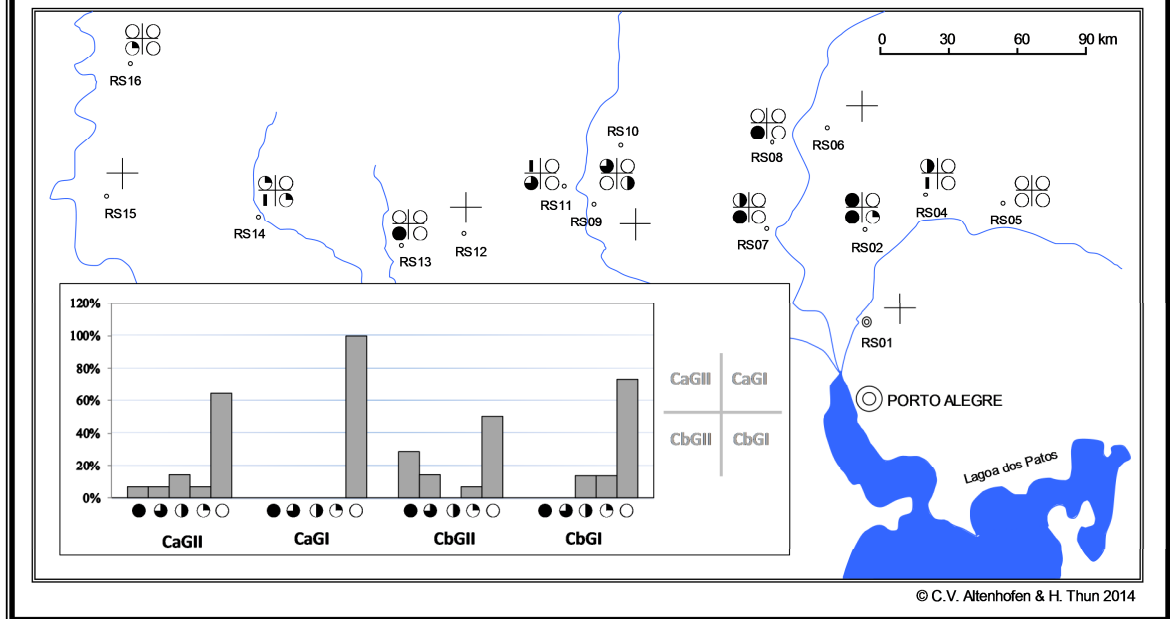 0 30 60 90 km
RS16
RS10
RS08
RS06
RS15
RS14
RS11
RS09
RS13
RS12
RS07
RS02
RS04
RS05
RS01
PORTO ALEGRE
Lagoa dos Patos
120%
100%
80%
60%
40%
20%
0%
CaGII CaGI CbGII CbGI
CaGII CaGI
CbGII CbGI
© C.V. Altenhofen & H. Thun 2014